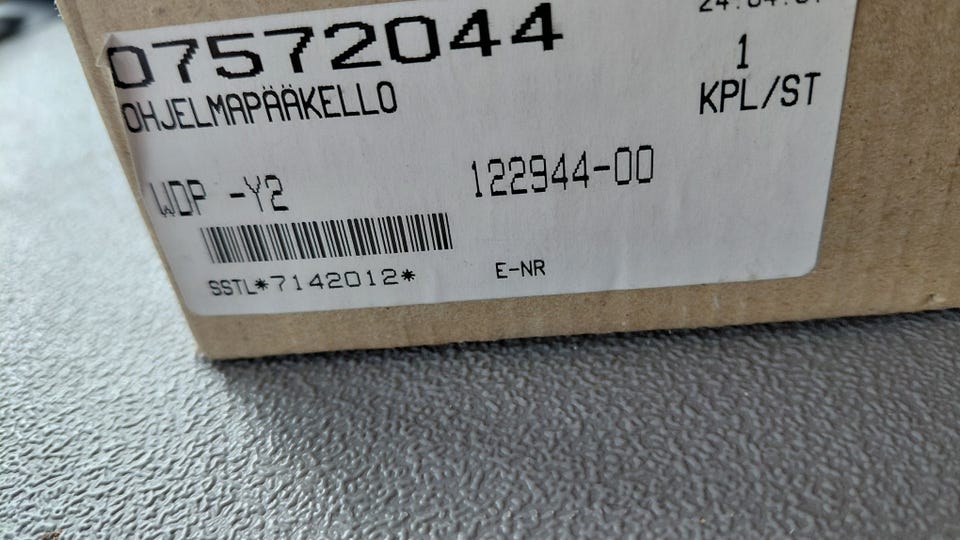 07572044
OHJELMAPÄÄKELLO
1
KPL/ST
WDP -Y2
122944-00
SSTL*7142012*
E-NR